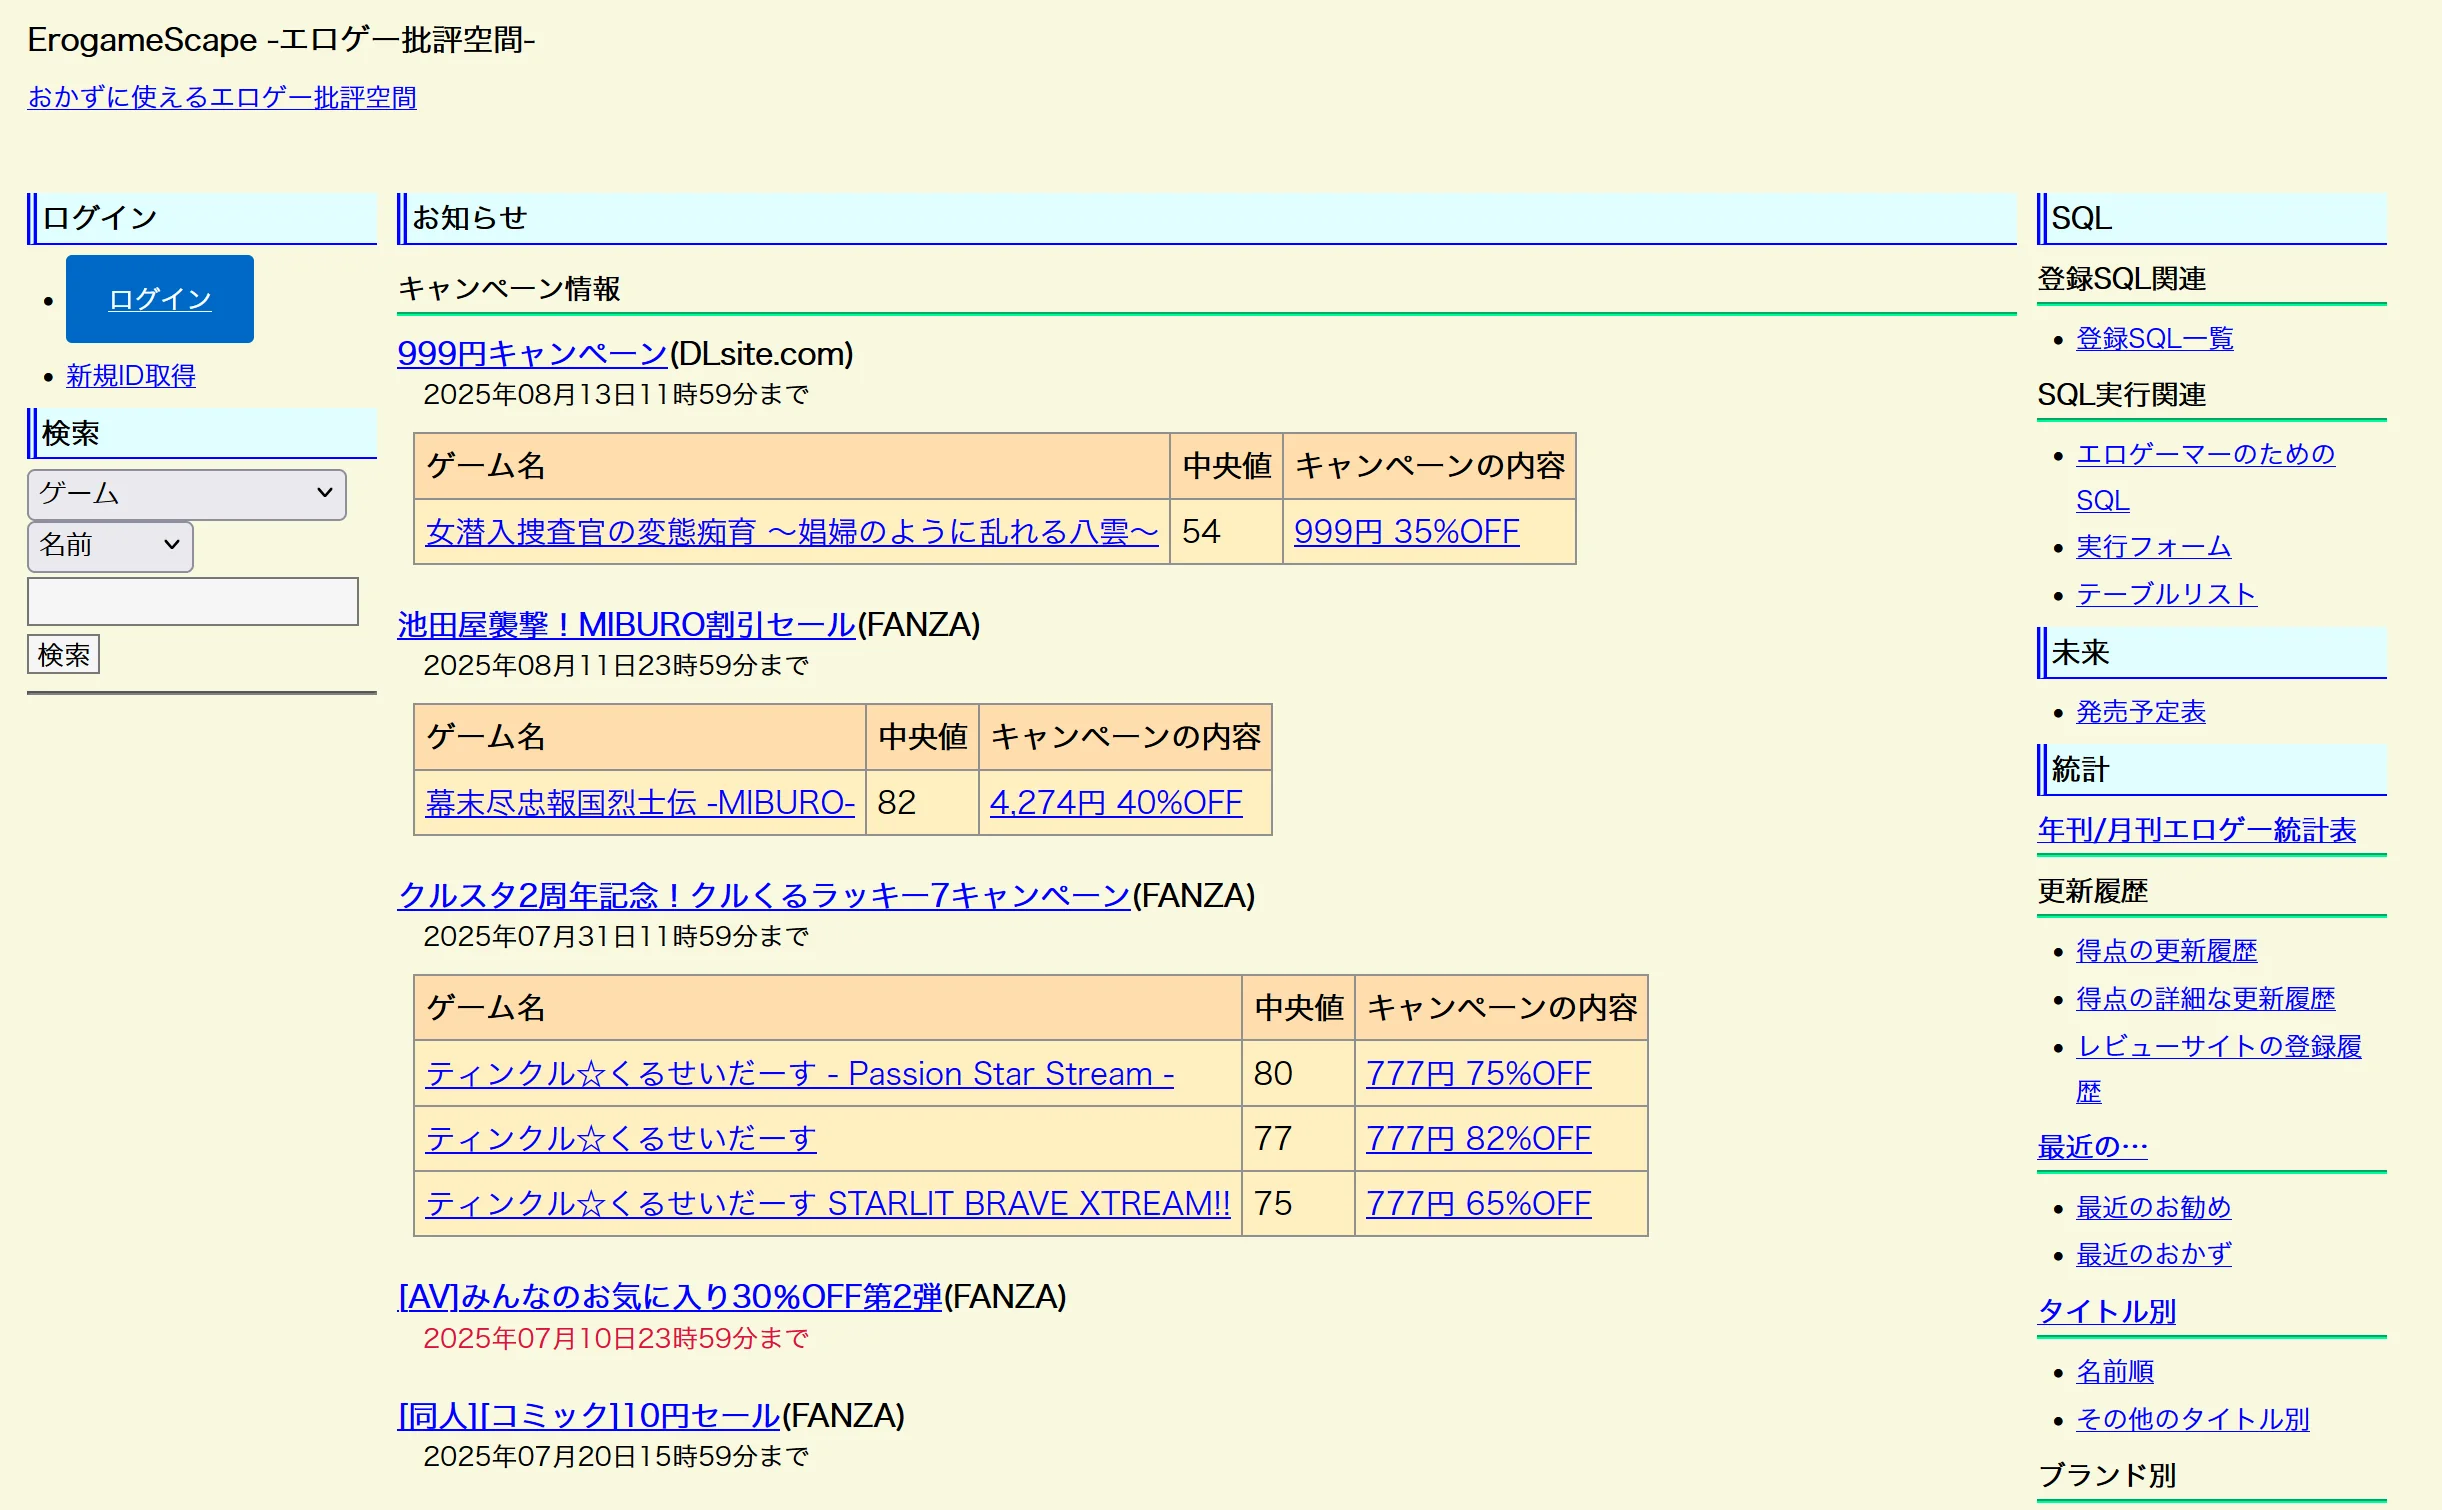 ErogameScape -エロゲー批評空間-
おかずに使えるエロゲー批評空間
ログイン
ログイン
新規ID取得
検索
ゲーム
名前
検索
お知らせ
キャンペーン情報
999円キャンペーン(DLsite.com)
2025年08月13日11時59分まで
ゲーム名 中央値 キャンペーンの内容
女潜入捜査官の変態痴育 ～娼婦のように乱れる八雲～ 54 999円 35%OFF
池田屋襲撃！MIBURO割引セール(FANZA)
2025年08月11日23時59分まで
ゲーム名 中央値 キャンペーンの内容
幕末尽忠報国烈士伝 -MIBURO- 82 4,274円 40%OFF
クルスタ2周年記念！クルくるラッキー7キャンペーン(FANZA)
2025年07月31日11時59分まで
ゲーム名 中央値 キャンペーンの内容
ティンクル☆くるせいだーす - Passion Star Stream - 80 777円 75%OFF
ティンクル☆くるせいだーす 77 777円 82%OFF
ティンクル☆くるせいだーす STARLIT BRAVE XTREAM!! 75 777円 65%OFF
[AV]みんなのお気に入り30％OFF第2弾(FANZA)
2025年07月10日23時59分まで
[同人][コミック]10円セール(FANZA)
2025年07月20日15時59分まで
SQL
登録SQL関連
登録SQL一覧
SQL実行関連
エロゲーマーのための
SQL
実行フォーム
テーブルリスト
未来
発売予定表
統計
年刊/月刊エロゲー統計表
更新履歴
得点の更新履歴
得点の詳細な更新履歴
レビューサイトの登録履
歴
最近の…
最近のお勧め
最近のおかず
タイトル別
名前順
その他のタイトル別
ブランド別